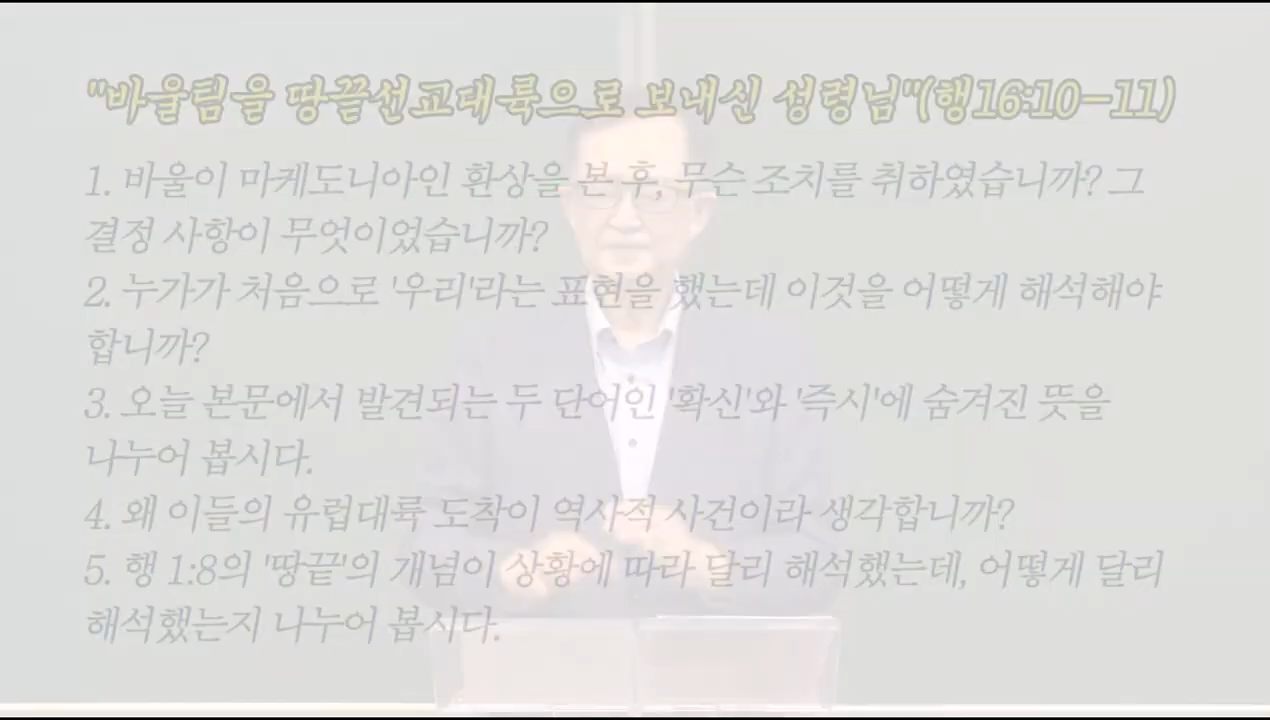 "바울팀을 땅끝선교대륙으로 보내신 성령님"(행16:10-11)
1. 바울이 마케도니아인 환상을 본 후, 무슨 조치를 취하였습니까? 그
결정 사항이 무엇이었습니까?
2. 누가가 처음으로 '우리'라는 표현을 했는데 이것을 어떻게 해석해야
합니까?
3. 오늘 본문에서 발견되는 두 단어인 '확신'와 '즉시'에 숨겨진 뜻을
나누어 봅시다.
4. 왜 이들의 유럽대륙 도착이 역사적 사건이라 생각합니까?
5. 행 1:8의 '땅끝'의 개념이 상황에 따라 달리 해석했는데, 어떻게 달리
해석했는지 나누어 봅시다.